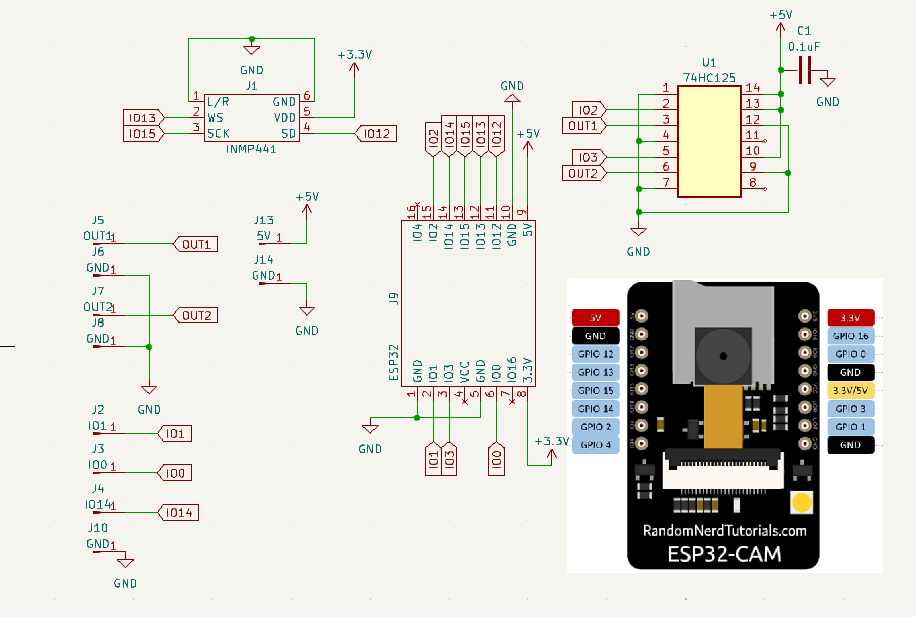 +5V
C1
0.1uF
GND
+3.3V
GND
J1
1 L/R GND 6
IO13 2 WS VDD 5
IO15 3 SCK SD 4 IO12
INMP441
U1
74HC125
1 14
IO2 2 13
OUT1 3 12
4 11
IO3 5 10
OUT2 6 9
7 8
GND
GND
+5V
IO2 IO14 IO15 IO13 IO12
16 15 14 13 12 11 10 9
IO4 IO2 IO14 IO15 IO13 IO12 GND 5V
J9
ESP32
GND IO1 IO3 VCC GND IO0 IO16 3.3V
1 2 3 4 5 6 7 8
GND
IO1 IO3 IO0
+3.3V
J5
OUT1 1 OUT1
J6
GND 1
J7
OUT2 1 OUT2
J8
GND 1
GND
J13
5V 1
+5V
J14
GND 1
GND
J2
IO1 1 IO1
J3
IO0 1 IO0
J4
IO14 1 IO14
J10
GND 1
GND
5V 3.3V
GND GPIO 16
GPIO 12 GPIO 0
GPIO 13 GND
GPIO 15 3.3V/5V
GPIO 14 GPIO 3
GPIO 2 GPIO 1
GPIO 4 GND
RandomNerdTutorials.com
ESP32-CAM